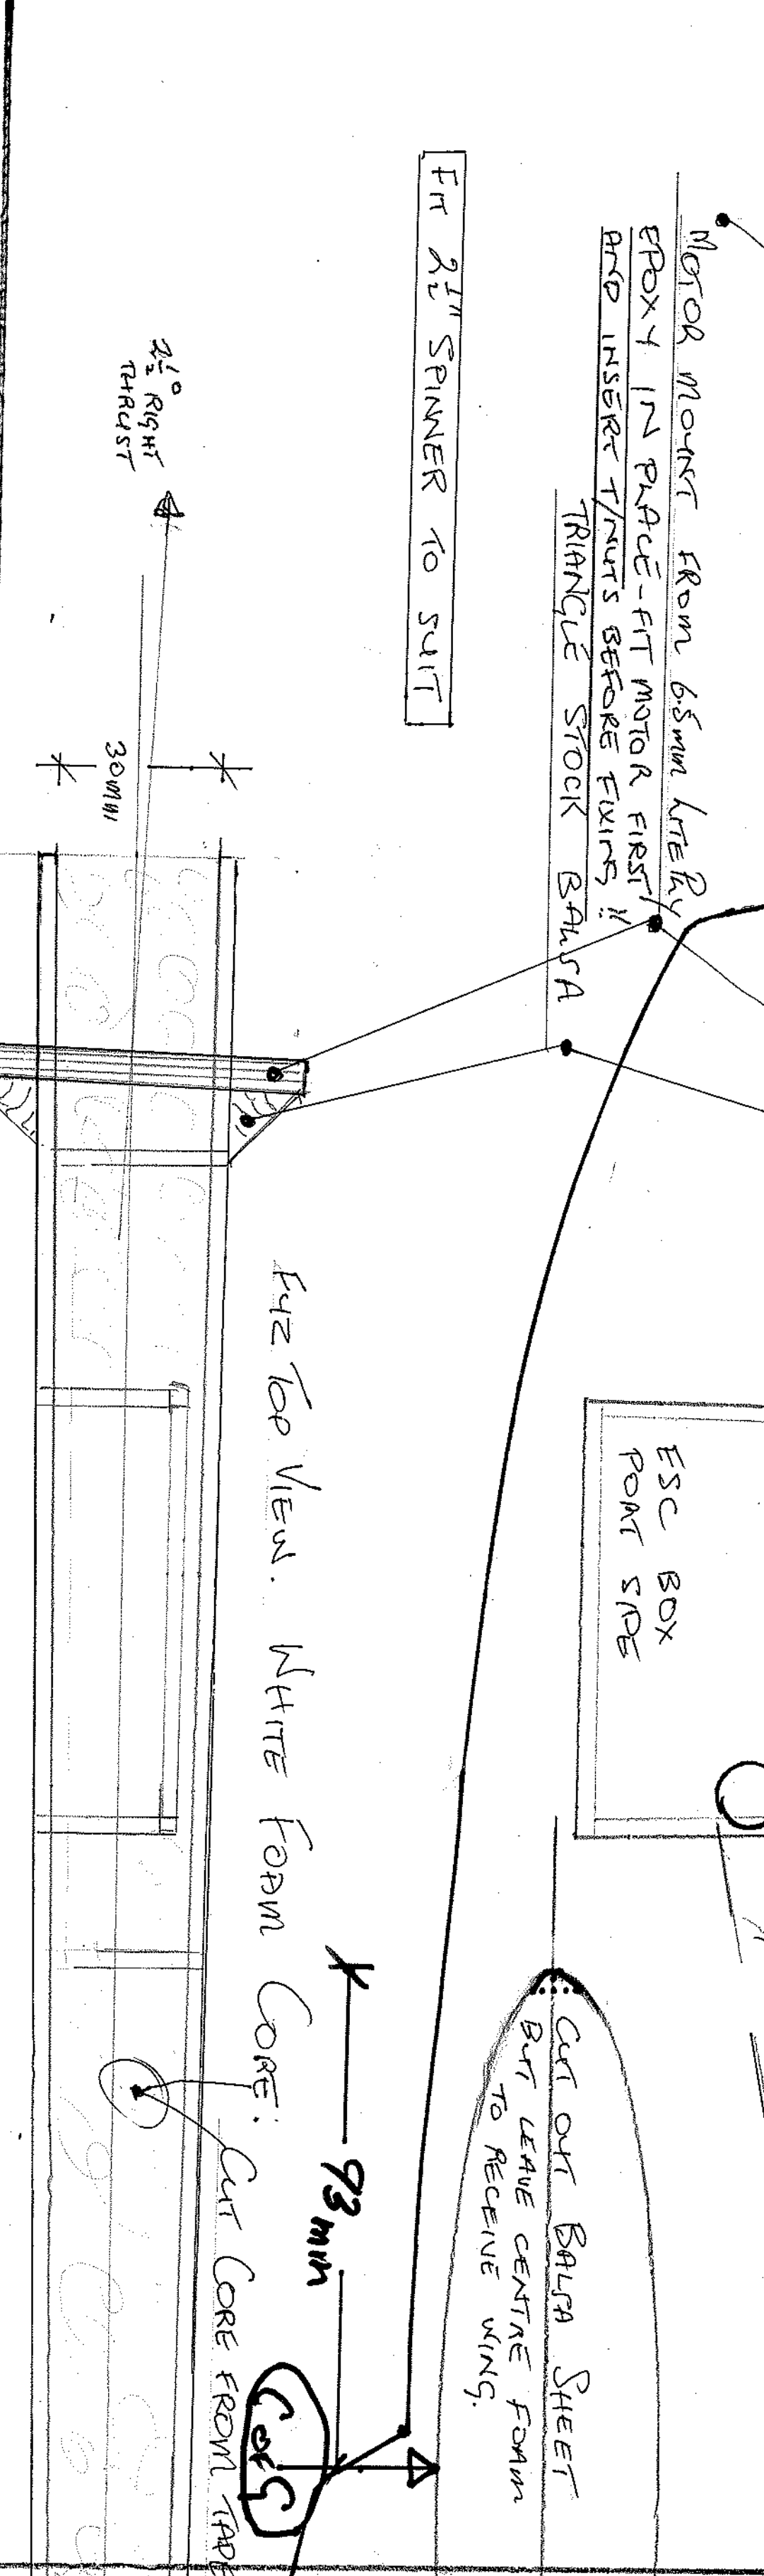 MOTOR MOUNT FROM 6.5mm LITE PLY
EPOXY IN PLACE-FIT MOTOR FIRST
AND INSERT T/NUTS BEFORE FIXING!!
TRIANGLE STOCK BALSA
FIT 2½" SPINNER TO SUIT
2½° RIGHT
THRUST
30mm
ESC BOX
PORT SIDE
FUZ TOP VIEW. WHITE FOAM CORE:
CUT OUT BALSA SHEET
BUT LEAVE CENTRE FOAM
TO RECEIVE WING.
93mm
C of G
CUT CORE FROM